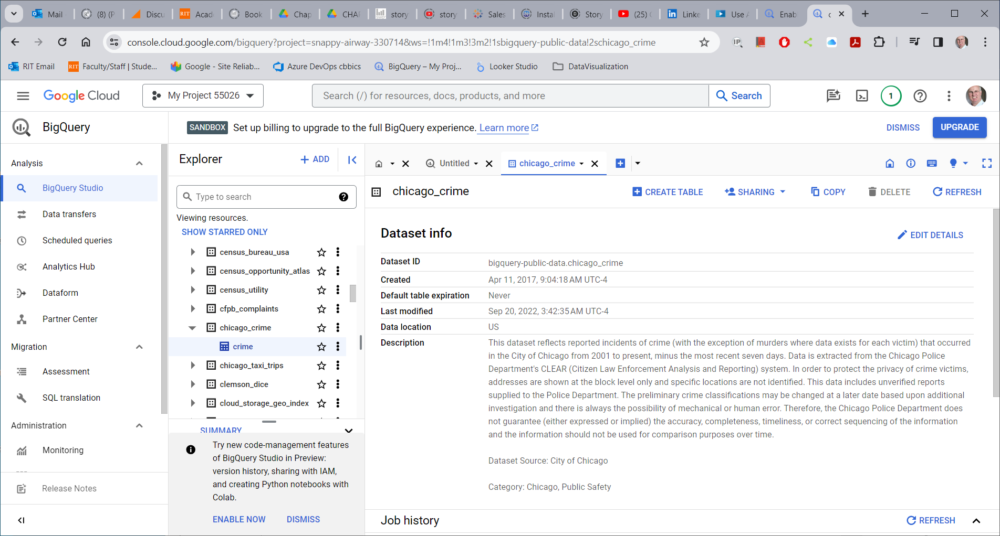 Mail
(8) (P
Discu
Acad
Book
Chap
CHAP
story
story
Sales
Instal
Story
(25) (
Linke
Use A
Enab
c
console.cloud.google.com/bigquery?project=snappy-airway-330714&ws=!1m4!1m3!3m2!1sbigquery-public-data!2schicago_crime
RIT Email
RIT Faculty/Staff | Stude...
Google - Site Reliab...
Azure DevOps cbbics
BigQuery – My Proj...
Looker Studio
DataVisualization
Google Cloud
My Project 55026
Search (/) for resources, docs, products, and more
Search
1
BigQuery
SANDBOX Set up billing to upgrade to the full BigQuery experience. Learn more
DISMISS
UPGRADE
Analysis
BigQuery Studio
Data transfers
Scheduled queries
Analytics Hub
Dataform
Partner Center
Migration
Assessment
SQL translation
Administration
Monitoring
Release Notes
Explorer
+ ADD
Type to search
Viewing resources.
SHOW STARRED ONLY
census_bureau_usa
census_opportunity_atlas
census_utility
cfpb_complaints
chicago_crime
crime
chicago_taxi_trips
clemson_dice
cloud_storage_geo_index
SUMMARY
Try new code-management features
of BigQuery Studio in Preview:
version history, sharing with IAM,
and creating Python notebooks with
Colab.
ENABLE NOW
DISMISS
Untitled
chicago_crime
chicago_crime
CREATE TABLE
SHARING
COPY
DELETE
REFRESH
Dataset info
EDIT DETAILS
Dataset ID bigquery-public-data.chicago_crime
Created Apr 11, 2017, 9:04:18 AM UTC-4
Default table expiration Never
Last modified Sep 20, 2022, 3:42:35 AM UTC-4
Data location US
Description This dataset reflects reported incidents of crime (with the exception of murders where data exists for each victim) that occurred
in the City of Chicago from 2001 to present, minus the most recent seven days. Data is extracted from the Chicago Police
Department's CLEAR (Citizen Law Enforcement Analysis and Reporting) system. In order to protect the privacy of crime victims,
addresses are shown at the block level only and specific locations are not identified. This data includes unverified reports
supplied to the Police Department. The preliminary crime classifications may be changed at a later date based upon additional
investigation and there is always the possibility of mechanical or human error. Therefore, the Chicago Police Department does
not guarantee (either expressed or implied) the accuracy, completeness, timeliness, or correct sequencing of the information
and the information should not be used for comparison purposes over time.
Dataset Source: City of Chicago
Category: Chicago, Public Safety
Job history
REFRESH